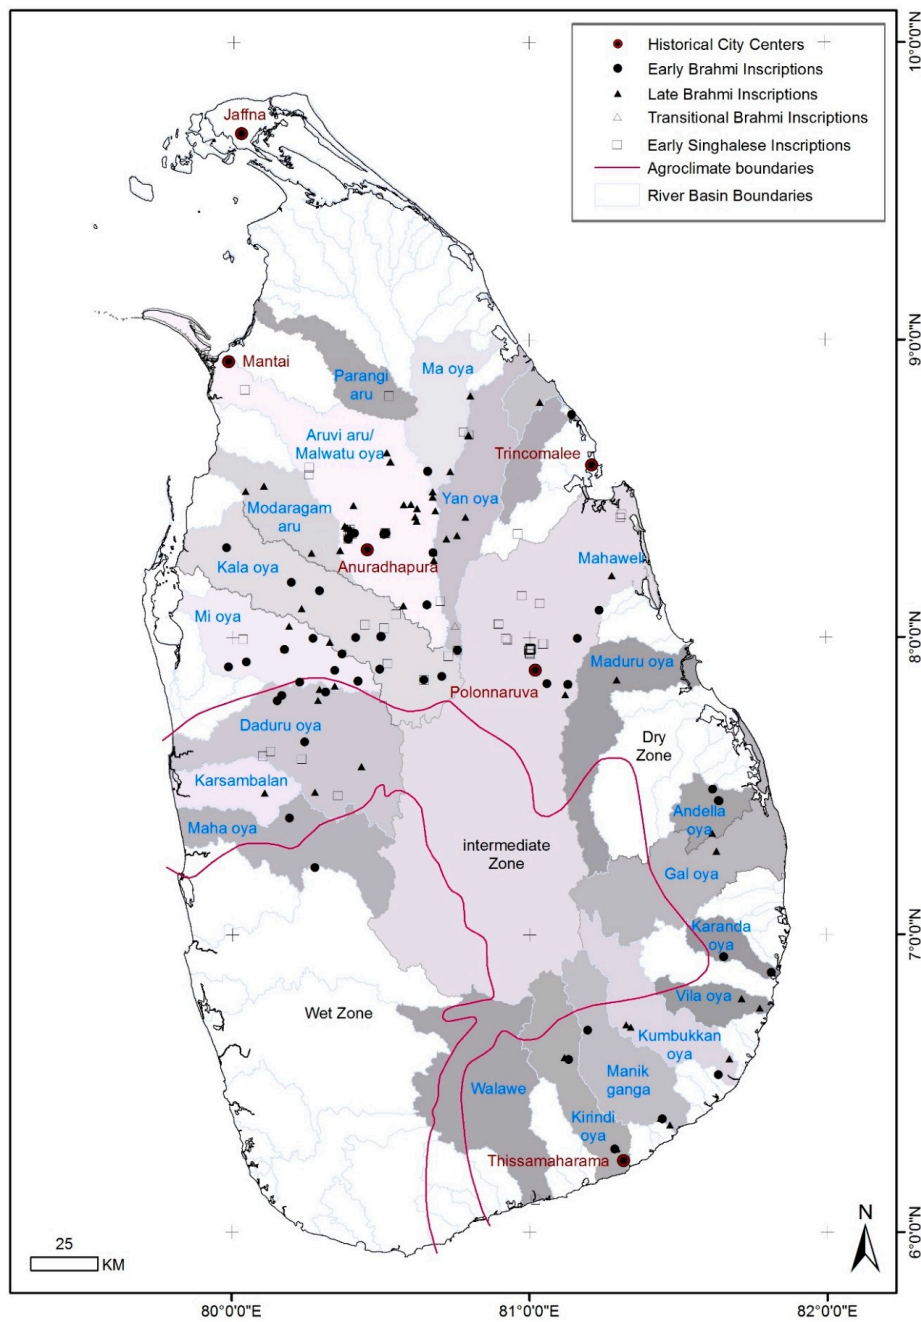 Historical City Centers
Early Brahmi Inscriptions
Late Brahmi Inscriptions
Transitional Brahmi Inscriptions
Early Singhalese Inscriptions
Agroclimate boundaries
River Basin Boundaries
10°0'0"N
Jaffna
9°0'0"N
Mantai
Ma oya
Parangi
aru
Aruvi aru/
Malwatu oya
Trincomalee
Yan oya
Modaragam
aru
Anuradhapura
Mahaweli
Kala oya
Mi oya
8°0'0"N
Maduru oya
Polonnaruva
Daduru oya
Dry
Zone
Karsambalan
Andella
oya
Maha oya
intermediate
Zone
Gal oya
7°0'0"N
Karanda
oya
Vila oya
Wet Zone
Kumbukkan
oya
Walawe
Manik
ganga
Kirindi
oya
Thissamaharama
N
6°0'0"N
25
KM
80°0'0"E
81°0'0"E
82°0'0"E